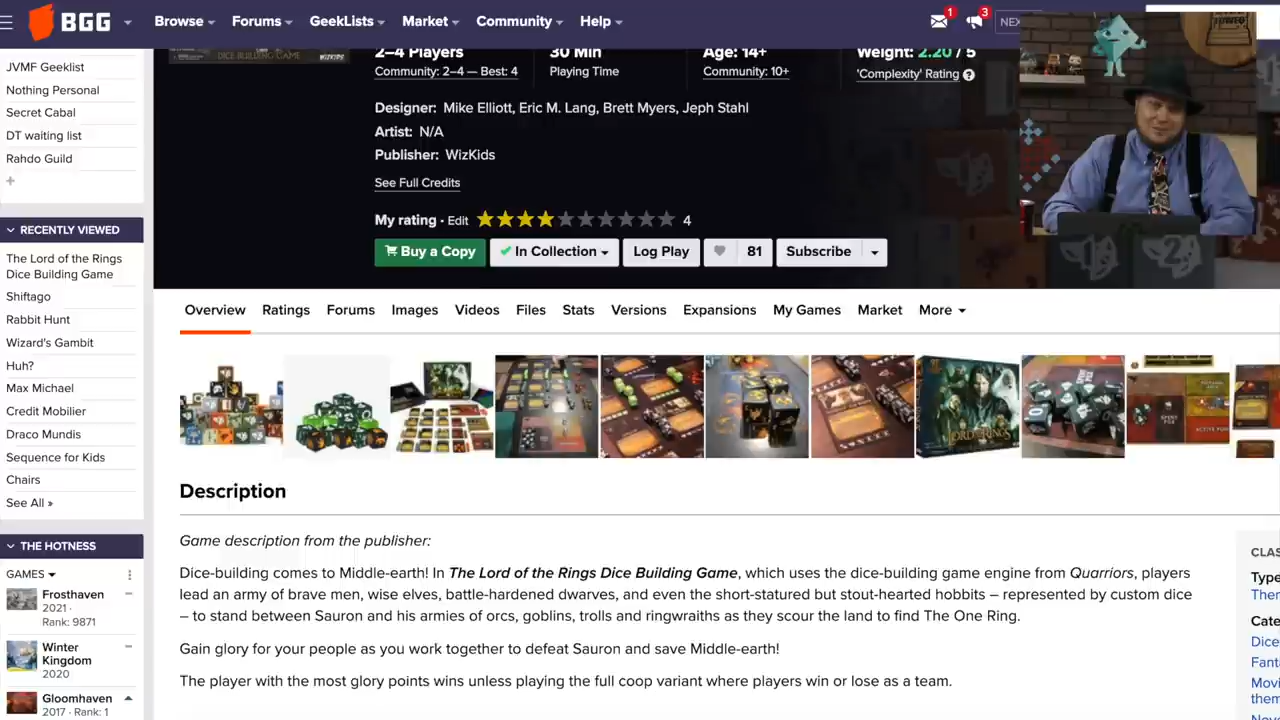 BGG
Browse
Forums
GeekLists
Market
Community
Help
1
3
NEX
TOWER
JVMF Geeklist
Nothing Personal
Secret Cabal
DT waiting list
Rahdo Guild
+
RECENTLY VIEWED
The Lord of the Rings
Dice Building Game
Shiftago
Rabbit Hunt
Wizard's Gambit
Huh?
Max Michael
Credit Mobilier
Draco Mundis
Sequence for Kids
Chairs
See All »
THE HOTNESS
GAMES
Frosthaven
2021 ·
Rank: 9871
Winter
Kingdom
2020
Gloomhaven
2017 · Rank: 1
DICE BUILDING GAME
WIZKIDS
2–4 Players
30 Min
Age: 14+
Weight: 2.20 / 5
Community: 2–4 — Best: 4
Playing Time
Community: 10+
'Complexity' Rating ?
Designer: Mike Elliott, Eric M. Lang, Brett Myers, Jeph Stahl
Artist: N/A
Publisher: WizKids
See Full Credits
My rating · Edit
4
Buy a Copy
In Collection
Log Play
81
Subscribe
Overview
Ratings
Forums
Images
Videos
Files
Stats
Versions
Expansions
My Games
Market
More
Description
Game description from the publisher:
Dice-building comes to Middle-earth! In The Lord of the Rings Dice Building Game, which uses the dice-building game engine from Quarriors, players
lead an army of brave men, wise elves, battle-hardened dwarves, and even the short-statured but stout-hearted hobbits – represented by custom dice
– to stand between Sauron and his armies of orcs, goblins, trolls and ringwraiths as they scour the land to find The One Ring.
Gain glory for your people as you work together to defeat Sauron and save Middle-earth!
The player with the most glory points wins unless playing the full coop variant where players win or lose as a team.
CLAS
Type
Ther
Cate
Dice
Fant
Movi
them